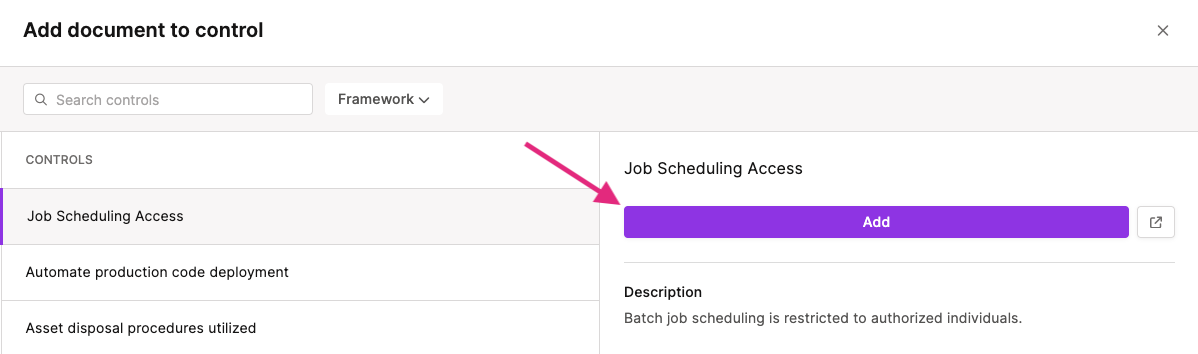 Add document to control
Search controls
Framework
CONTROLS
Job Scheduling Access
Automate production code deployment
Asset disposal procedures utilized
Job Scheduling Access
Add
Description
Batch job scheduling is restricted to authorized individuals.